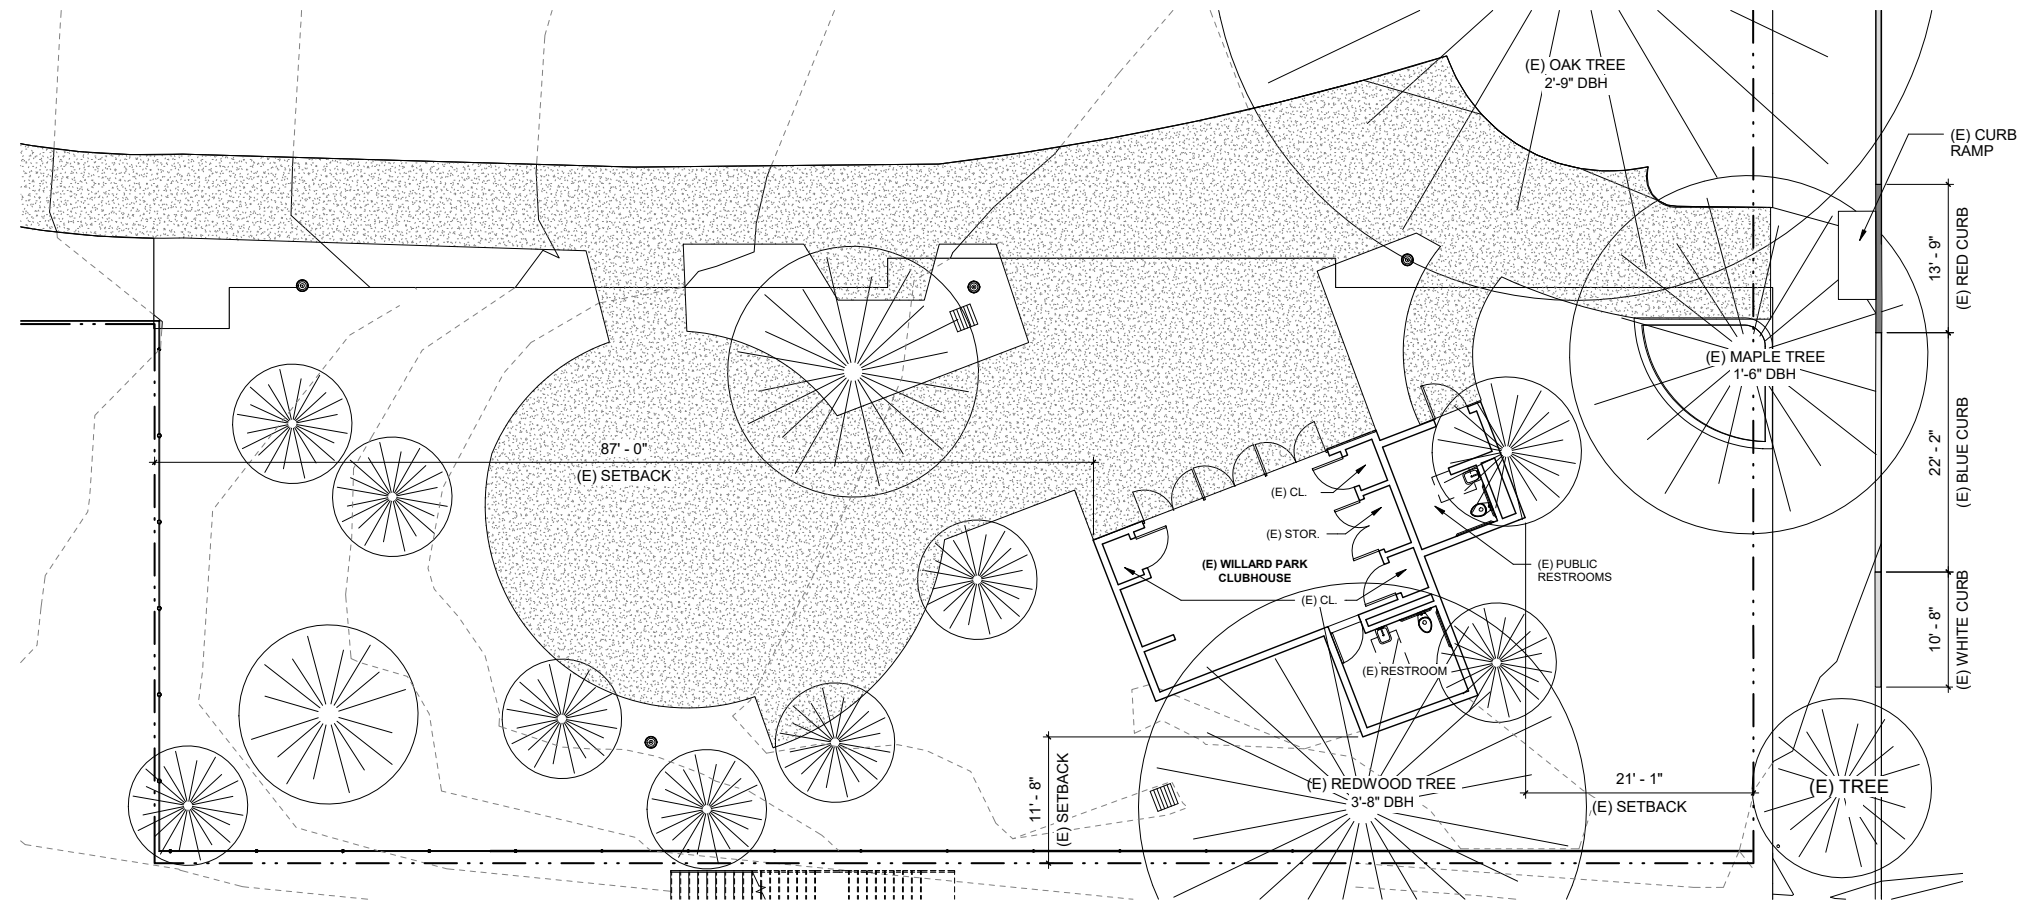 (E) OAK TREE
2'-9" DBH
(E) CURB
RAMP
13' - 9"
(E) RED CURB
(E) MAPLE TREE
1'-6" DBH
22' - 2"
(E) BLUE CURB
87' - 0"
(E) SETBACK
(E) CL.
(E) STOR.
(E) WILLARD PARK
CLUBHOUSE
(E) PUBLIC
RESTROOMS
(E) CL.
10' - 8"
(E) WHITE CURB
(E) RESTROOM
11' - 8"
(E) SETBACK
(E) REDWOOD TREE
3'-8" DBH
21' - 1"
(E) SETBACK
(E) TREE